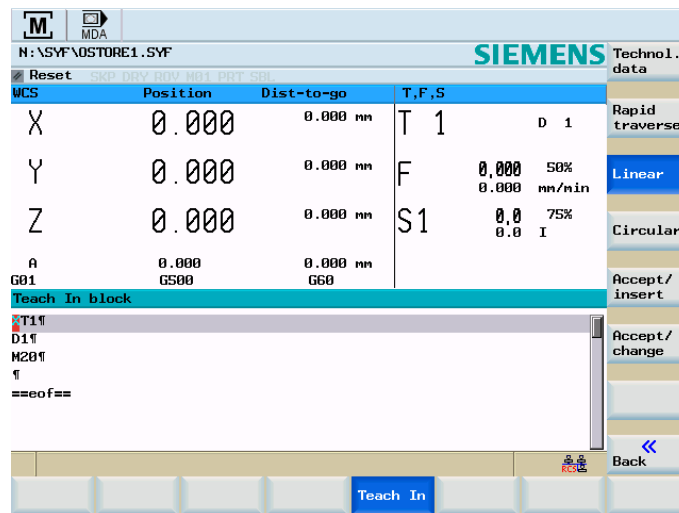 M
MDA
N:\SYF\OSTORE1.SYF
SIEMENS
Reset SKP DRY ROV M01 PRT SBL
WCS Position Dist-to-go T,F,S
X 0.000 0.000 mm T 1 D 1
Y 0.000 0.000 mm F 0,000 50%
0.000 mm/min
Z 0.000 0.000 mm S1 0,0 75%
0.0 I
A 0.000 0.000 mm
G01 G500 G60
Teach In block
T1¶
D1¶
M20¶
¶
==eof==
RCS
Teach In
Technol.
data
Rapid
traverse
Linear
Circular
Accept/
insert
Accept/
change
«
Back